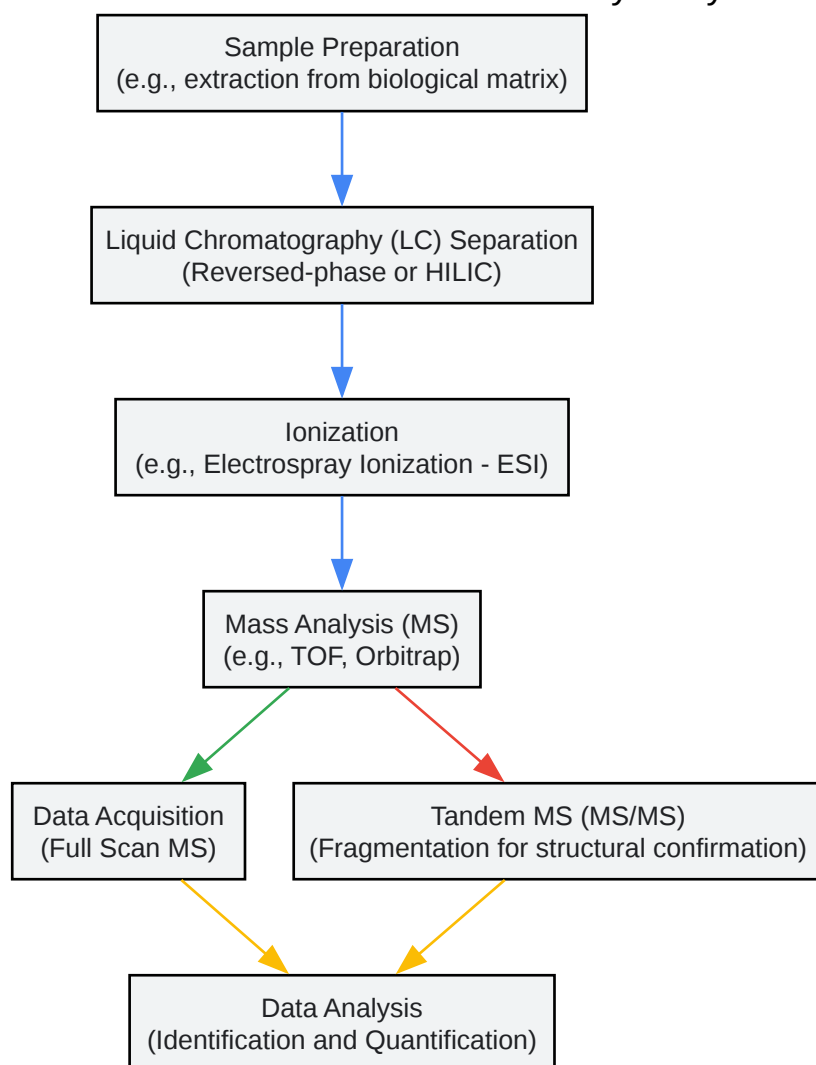 Sample Preparation
(e.g., extraction from biological matrix)
Liquid Chromatography (LC) Separation
(Reversed-phase or HILIC)
Ionization
(e.g., Electrospray Ionization - ESI)
Mass Analysis (MS)
(e.g., TOF, Orbitrap)
Data Acquisition
(Full Scan MS)
Tandem MS (MS/MS)
(Fragmentation for structural confirmation)
Data Analysis
(Identification and Quantification)